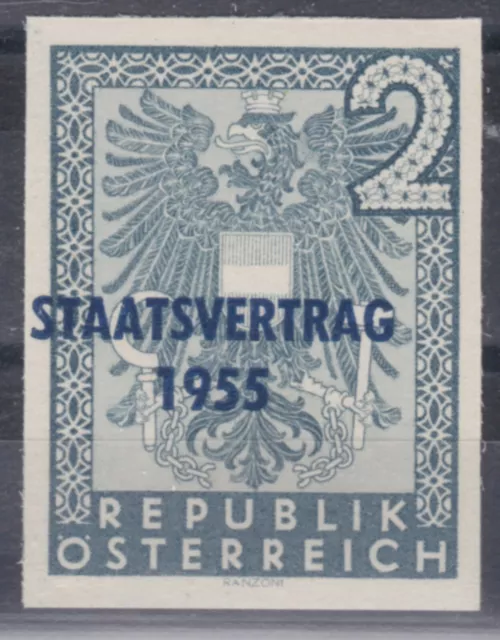 2
STAATSVERTRAG
1955
REPUBLIK
ÖSTERREICH
RANZONI